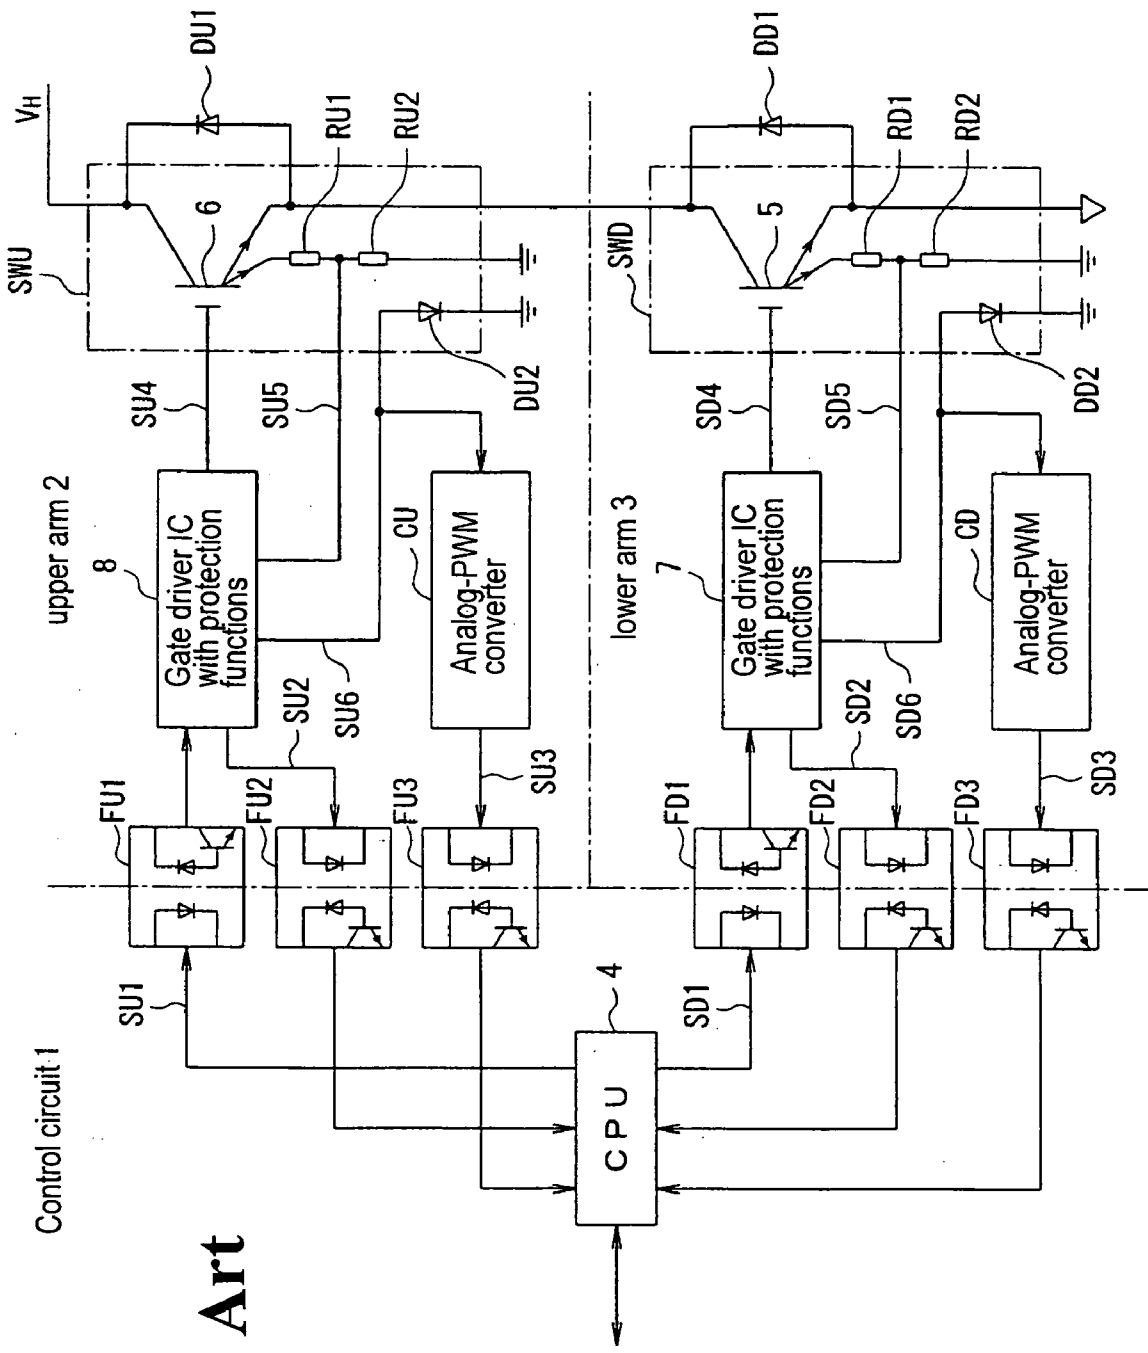 Art
Control circuit 1
upper arm 2
lower arm 3
SWU
VH
DU1
6
RU1
RU2
SU4
SU5
DU2
8
Gate driver IC
with protection
functions
SU6
SU2
CU
Analog-PWM
converter
SU3
FU1
FU2
FU3
SU1
CPU
4
SWD
DD1
5
RD1
RD2
SD4
SD5
DD2
7
Gate driver IC
with protection
functions
SD6
SD2
CD
Analog-PWM
converter
SD3
FD1
FD2
FD3
SD1